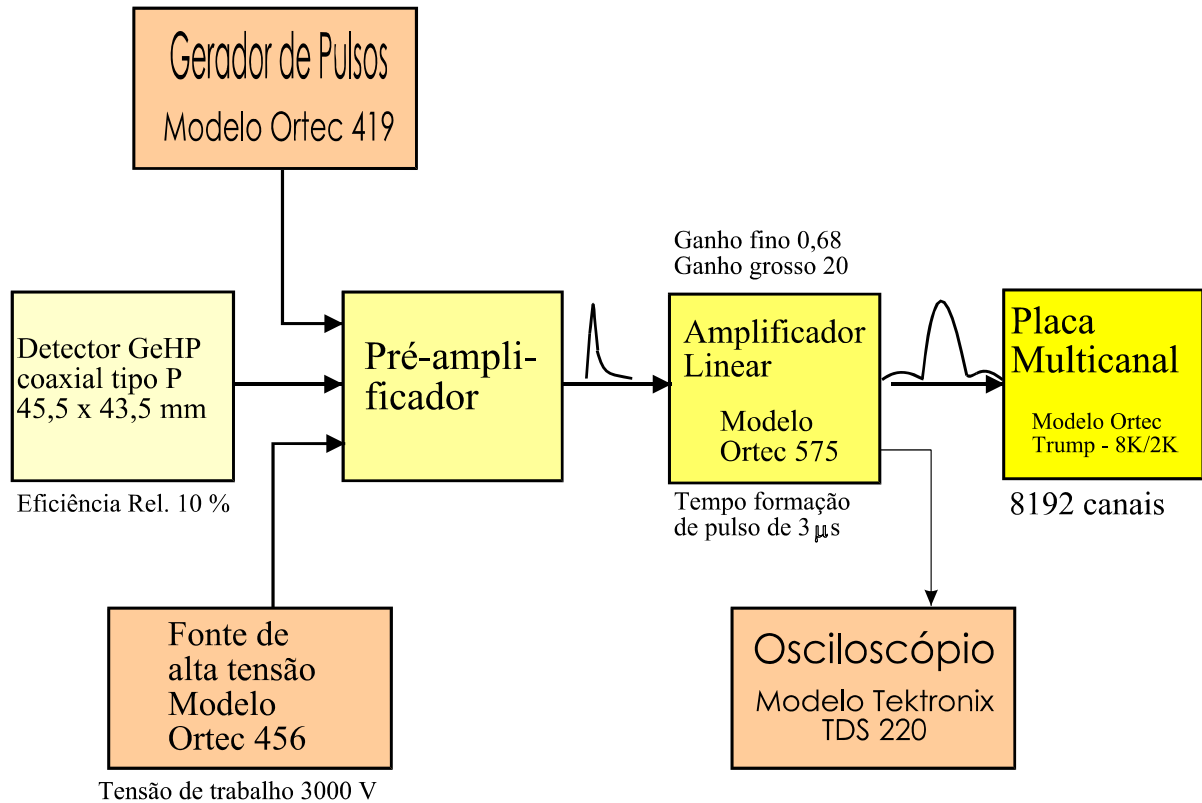 Gerador de Pulsos
Modelo Ortec 419
Ganho fino 0,68
Ganho grosso 20
Detector GeHP
coaxial tipo P
45,5 x 43,5 mm
Eficiência Rel. 10 %
Pré-ampli-
ficador
Amplificador
Linear
Modelo
Ortec 575
Tempo formação
de pulso de 3 μs
Placa
Multicanal
Modelo Ortec
Trump - 8K/2K
8192 canais
Fonte de
alta tensão
Modelo
Ortec 456
Tensão de trabalho 3000 V
Osciloscópio
Modelo Tektronix
TDS 220